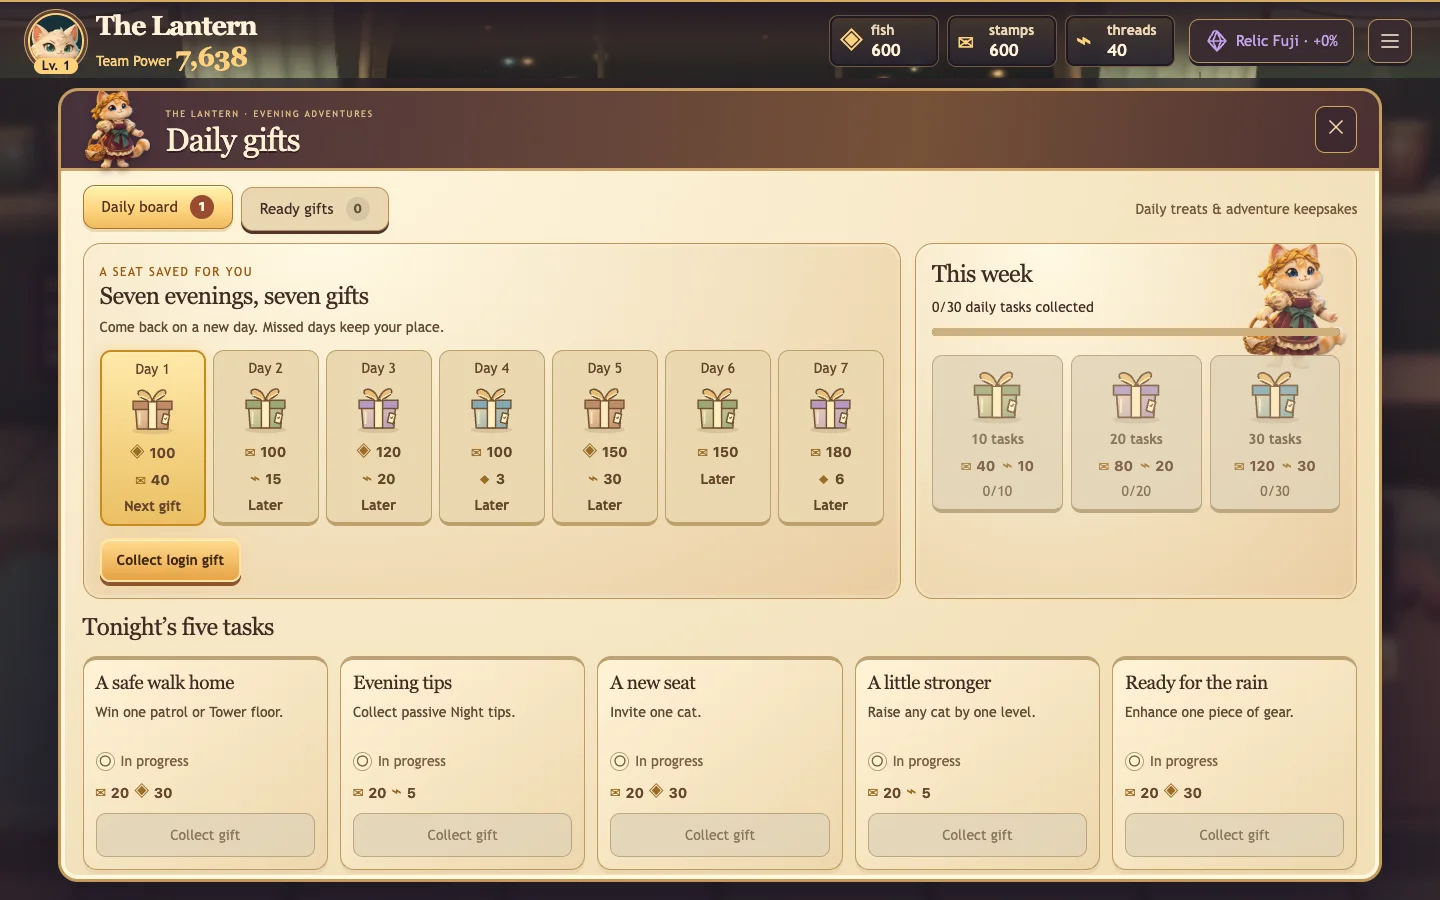 The Lantern
Lv. 1
Team Power 7,638
fish
600
stamps
600
threads
40
Relic Fuji · +0%
THE LANTERN · EVENING ADVENTURES
Daily gifts
Daily board 1
Ready gifts 0
Daily treats & adventure keepsakes
A SEAT SAVED FOR YOU
Seven evenings, seven gifts
Come back on a new day. Missed days keep your place.
Day 1
100
40
Next gift
Day 2
100
15
Later
Day 3
120
20
Later
Day 4
100
3
Later
Day 5
150
30
Later
Day 6
150
Later
Day 7
180
6
Later
Collect login gift
This week
0/30 daily tasks collected
10 tasks
40 10
0/10
20 tasks
80 20
0/20
30 tasks
120 30
0/30
Tonight's five tasks
A safe walk home
Win one patrol or Tower floor.
In progress
20 30
Collect gift
Evening tips
Collect passive Night tips.
In progress
20 5
Collect gift
A new seat
Invite one cat.
In progress
20 30
Collect gift
A little stronger
Raise any cat by one level.
In progress
20 5
Collect gift
Ready for the rain
Enhance one piece of gear.
In progress
20 30
Collect gift